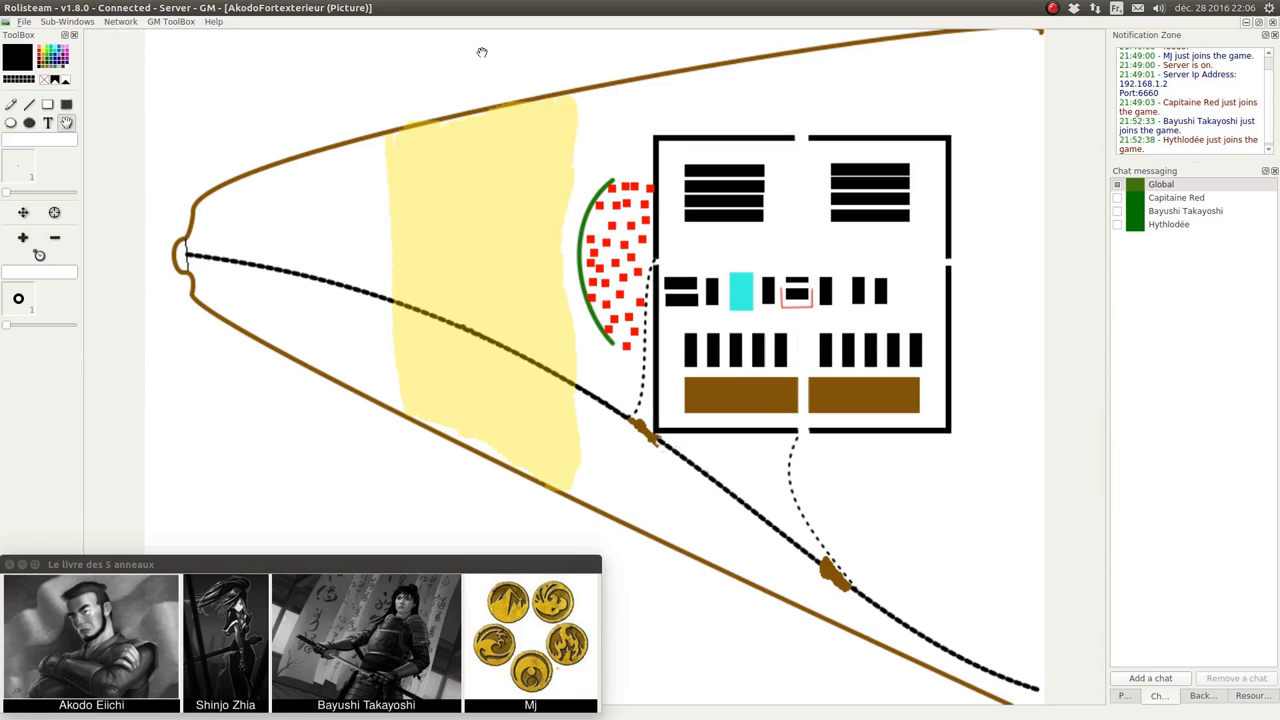 Rollisteam - v1.8.0 - Connected - Server - GM - [AkodoFortexterieur (Picture)]
Fr₁
déc. 28 2016 22:06
File Sub-Windows Network GM ToolBox Help
ToolBox
T
1
1
Notification Zone
21:49:00 - MJ just joins the game.
21:49:00 - Server is on.
21:49:01 - Server Ip Address:
192.168.1.2
Port:6660
21:49:03 - Capitaine Red just joins
the game.
21:52:33 - Bayushi Takayoshi just
joins the game.
21:52:38 - Hythlodée just joins the
game.
Chat messaging
Global
Capitaine Red
Bayushi Takayoshi
Hythlodée
Add a chat Remove a chat
P... Ch... Back... Resour...
Le livre des 5 anneaux
Akodo Eiichi Shinjo Zhia Bayushi Takayoshi Mj